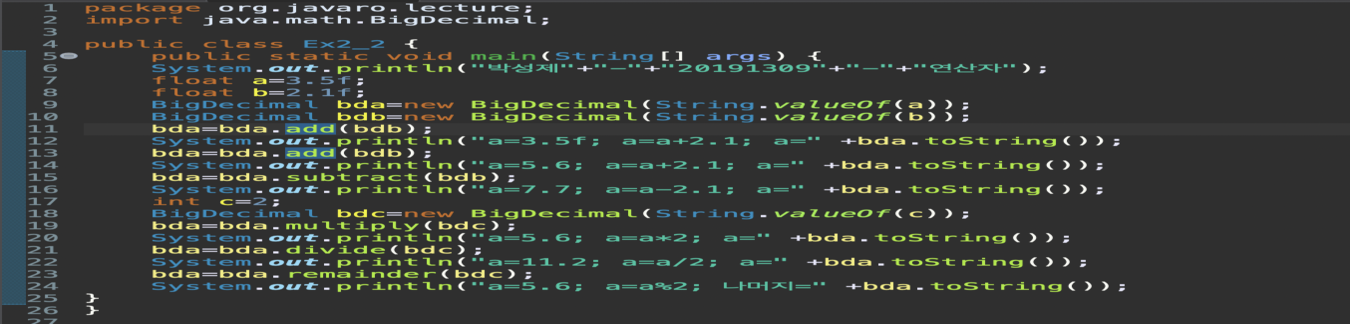 1 package org.javaro.lecture;
2 import java.math.BigDecimal;
3
4 public class Ex2_2 {
5 public static void main(String[] args) {
6 System.out.println("박성제"+"-"+"20191309"+"-"+"연산자");
7 float a=3.5f;
8 float b=2.1f;
9 BigDecimal bda=new BigDecimal(String.valueOf(a));
10 BigDecimal bdb=new BigDecimal(String.valueOf(b));
11 bda=bda.add(bdb);
12 System.out.println("a=3.5f; a=a+2.1; a=" +bda.toString());
13 bda=bda.add(bdb);
14 System.out.println("a=5.6; a=a+2.1; a=" +bda.toString());
15 bda=bda.subtract(bdb);
16 System.out.println("a=7.7; a=a-2.1; a=" +bda.toString());
17 int c=2;
18 BigDecimal bdc=new BigDecimal(String.valueOf(c));
19 bda=bda.multiply(bdc);
20 System.out.println("a=5.6; a=a*2; a=" +bda.toString());
21 bda=bda.divide(bdc);
22 System.out.println("a=11.2; a=a/2; a=" +bda.toString());
23 bda=bda.remainder(bdc);
24 System.out.println("a=5.6; a=a%2; 나머지=" +bda.toString());
25 }
26 }
27